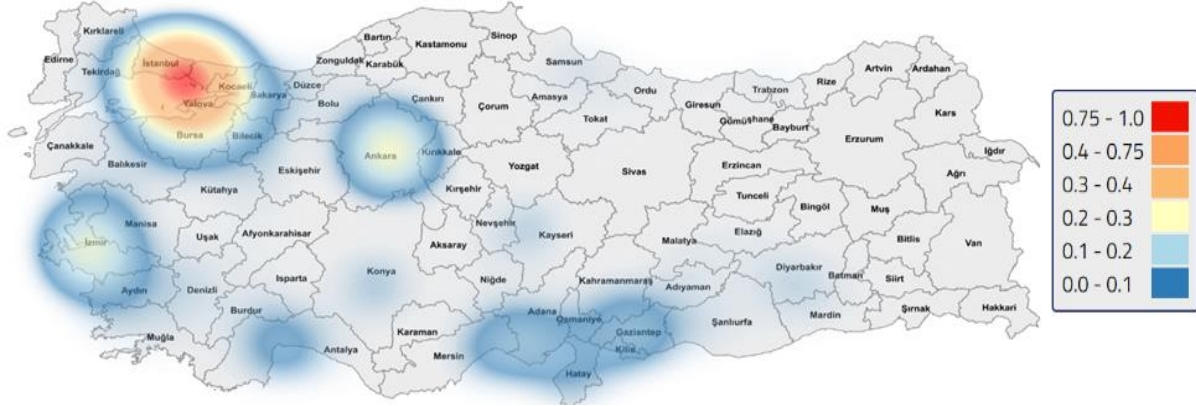 Kırklareli
Edirne
Tekirdağ
İstanbul
Kocaeli
Yalova
Sakarya
Düzce
Zonguldak
Bartın
Karabük
Kastamonu
Sinop
Samsun
Bolu
Çankırı
Çorum
Amasya
Tokat
Ordu
Giresun
Trabzon
Gümüşhane
Bayburt
Rize
Artvin
Ardahan
Kars
Iğdır
Ağrı
Erzurum
Çanakkale
Balıkesir
Bursa
Bilecik
Eskişehir
Ankara
Kırıkkale
Kırşehir
Yozgat
Sivas
Erzincan
Tunceli
Bingöl
Muş
Bitlis
Van
Kütahya
Manisa
İzmir
Uşak
Afyonkarahisar
Konya
Aksaray
Nevşehir
Kayseri
Malatya
Elazığ
Diyarbakır
Batman
Siirt
Şırnak
Hakkari
Aydın
Denizli
Isparta
Burdur
Muğla
Antalya
Karaman
Niğde
Mersin
Adana
Osmaniye
Kahramanmaraş
Adıyaman
Gaziantep
Kilis
Hatay
Şanlıurfa
Mardin
0.75 - 1.0
0.4 - 0.75
0.3 - 0.4
0.2 - 0.3
0.1 - 0.2
0.0 - 0.1